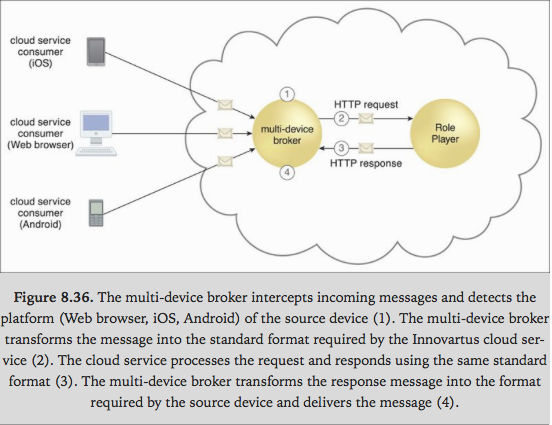 cloud service
consumer
(iOS)
cloud service
consumer
(Web browser)
cloud service
consumer
(Android)
1
multi-device
broker
4
HTTP request
2
3
HTTP response
Role
Player
Figure 8.36. The multi-device broker intercepts incoming messages and detects the
platform (Web browser, iOS, Android) of the source device (1). The multi-device broker
transforms the message into the standard format required by the Innovartus cloud ser-
vice (2). The cloud service processes the request and responds using the same standard
format (3). The multi-device broker transforms the response message into the format
required by the source device and delivers the message (4).